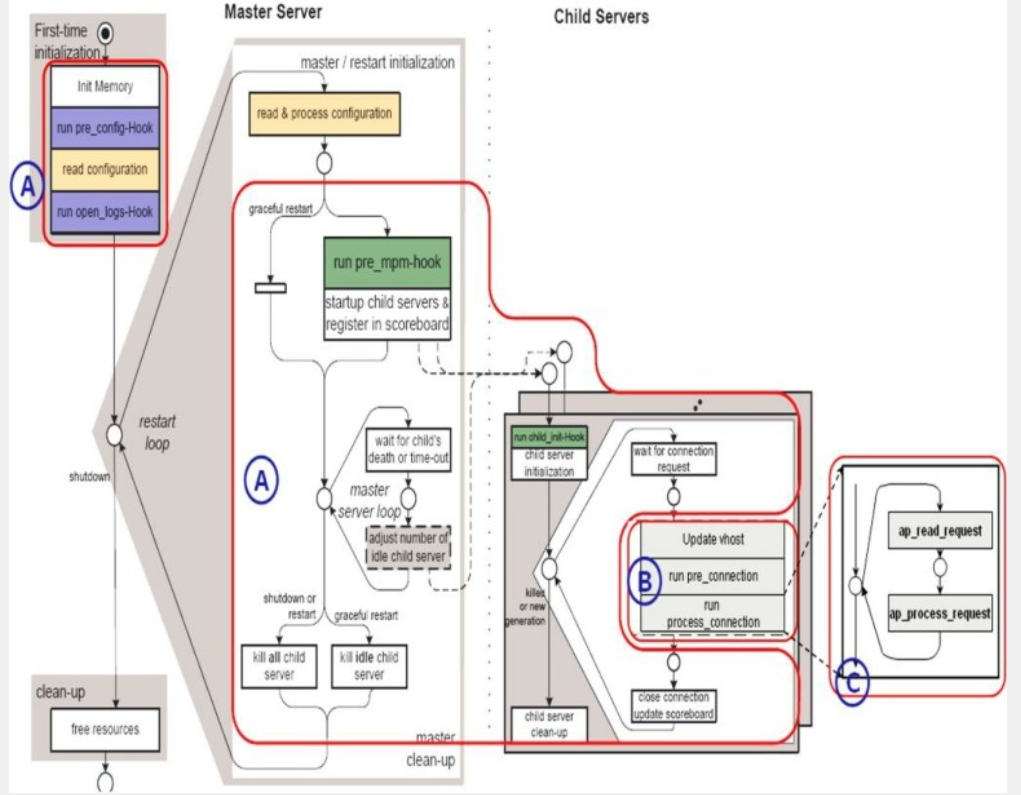 Master Server
Child Servers
First-time
initialization
Init Memory
run pre_config-Hook
read configuration
run open_logs-Hook
A
master / restart initialization
read & process configuration
graceful restart
run pre_mpm-hook
startup child servers &
register in scoreboard
restart
loop
shutdown
A
wait for child's
death or time-out
master
server loop
adjust number of
idle child server
shutdown or
restart
graceful restart
kill all child
server
kill idle child
server
master
clean-up
clean-up
free resources
run child_init-Hook
child server
initialization
wait for connection
request
Update vhost
B
run pre_connection
run
process_connection
killed
or new
generation
close connection
update scoreboard
child server
clean-up
ap_read_request
ap_process_request
C